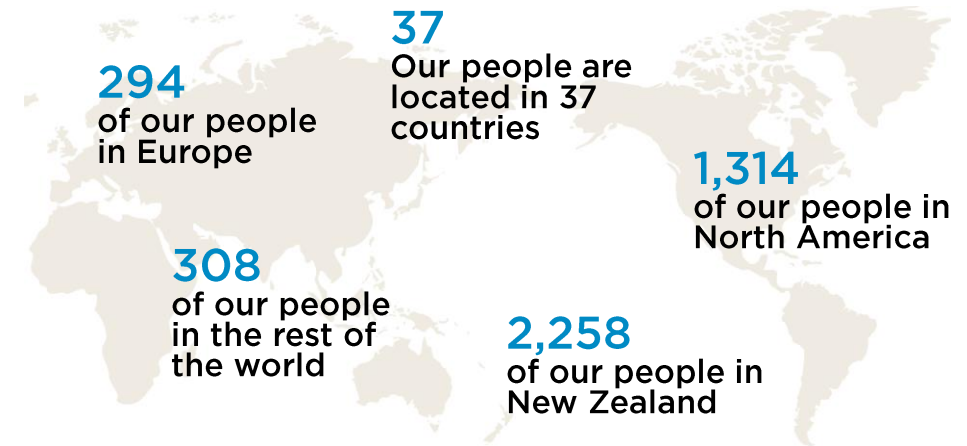 37
Our people are
located in 37
countries
294
of our people
in Europe
1,314
of our people in
North America
308
of our people
in the rest of
the world
2,258
of our people in
New Zealand